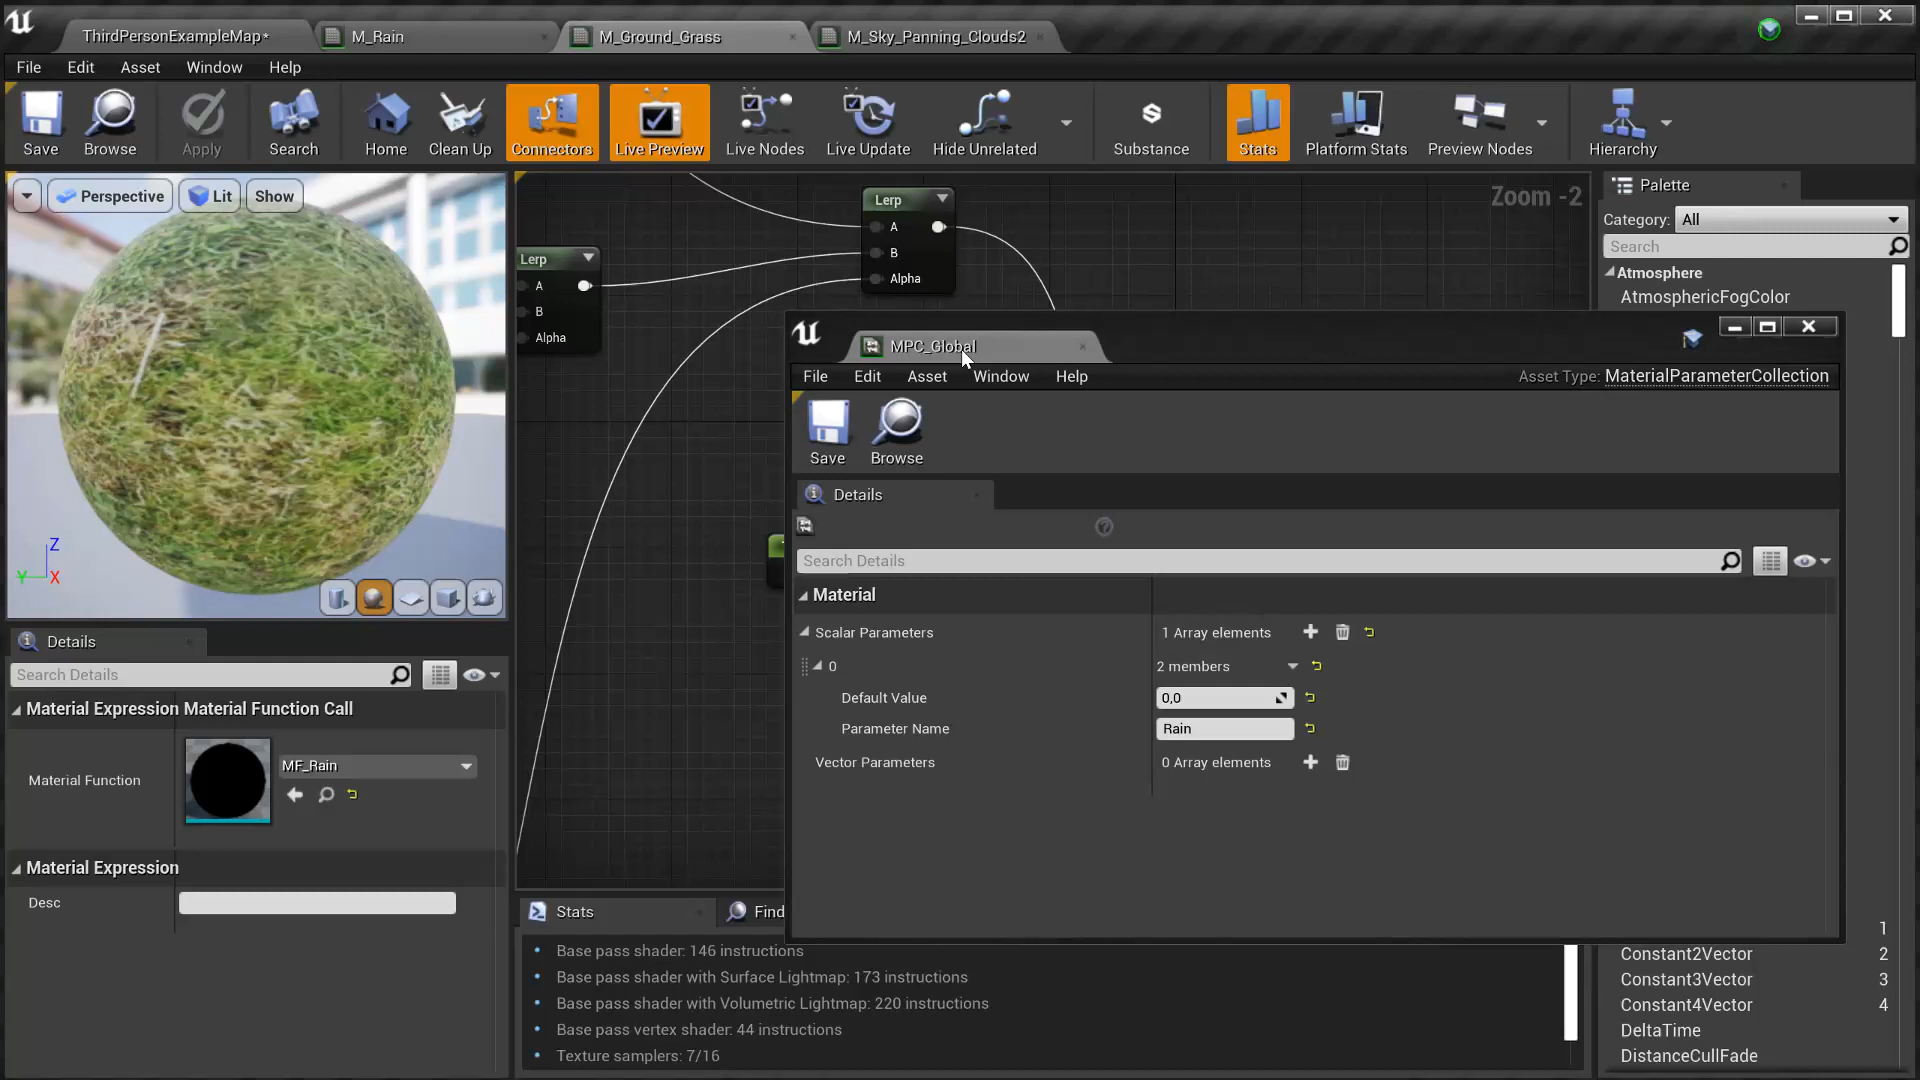 ThirdPersonExampleMap*
M_Rain
M_Ground_Grass
M_Sky_Panning_Clouds2
File
Edit
Asset
Window
Help
Save
Browse
Apply
Search
Home
Clean Up
Connectors
Live Preview
Live Nodes
Live Update
Hide Unrelated
Substance
Stats
Platform Stats
Preview Nodes
Hierarchy
Perspective
Lit
Show
Z
Y
X
Zoom -2
Lerp
A
B
Alpha
Lerp
A
B
Alpha
Palette
Category:
All
Search
Atmosphere
AtmosphericFogColor
MPC_Global
File
Edit
Asset
Window
Help
Asset Type: MaterialParameterCollection
Save
Browse
Details
Search Details
Material
Scalar Parameters
1 Array elements
0
2 members
Default Value
0,0
Parameter Name
Rain
Vector Parameters
0 Array elements
Details
Search Details
Material Expression Material Function Call
Material Function
MF_Rain
Material Expression
Desc
Stats
Find
Base pass shader: 146 instructions
Base pass shader with Surface Lightmap: 173 instructions
Base pass shader with Volumetric Lightmap: 220 instructions
Base pass vertex shader: 44 instructions
Texture samplers: 7/16
1
Constant2Vector 2
Constant3Vector 3
Constant4Vector 4
DeltaTime
DistanceCullFade